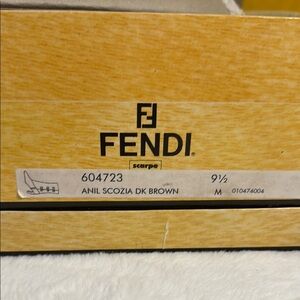 FENDI
scarpe
604723 9½
ANIL SCOZIA DK BROWN M 010474004